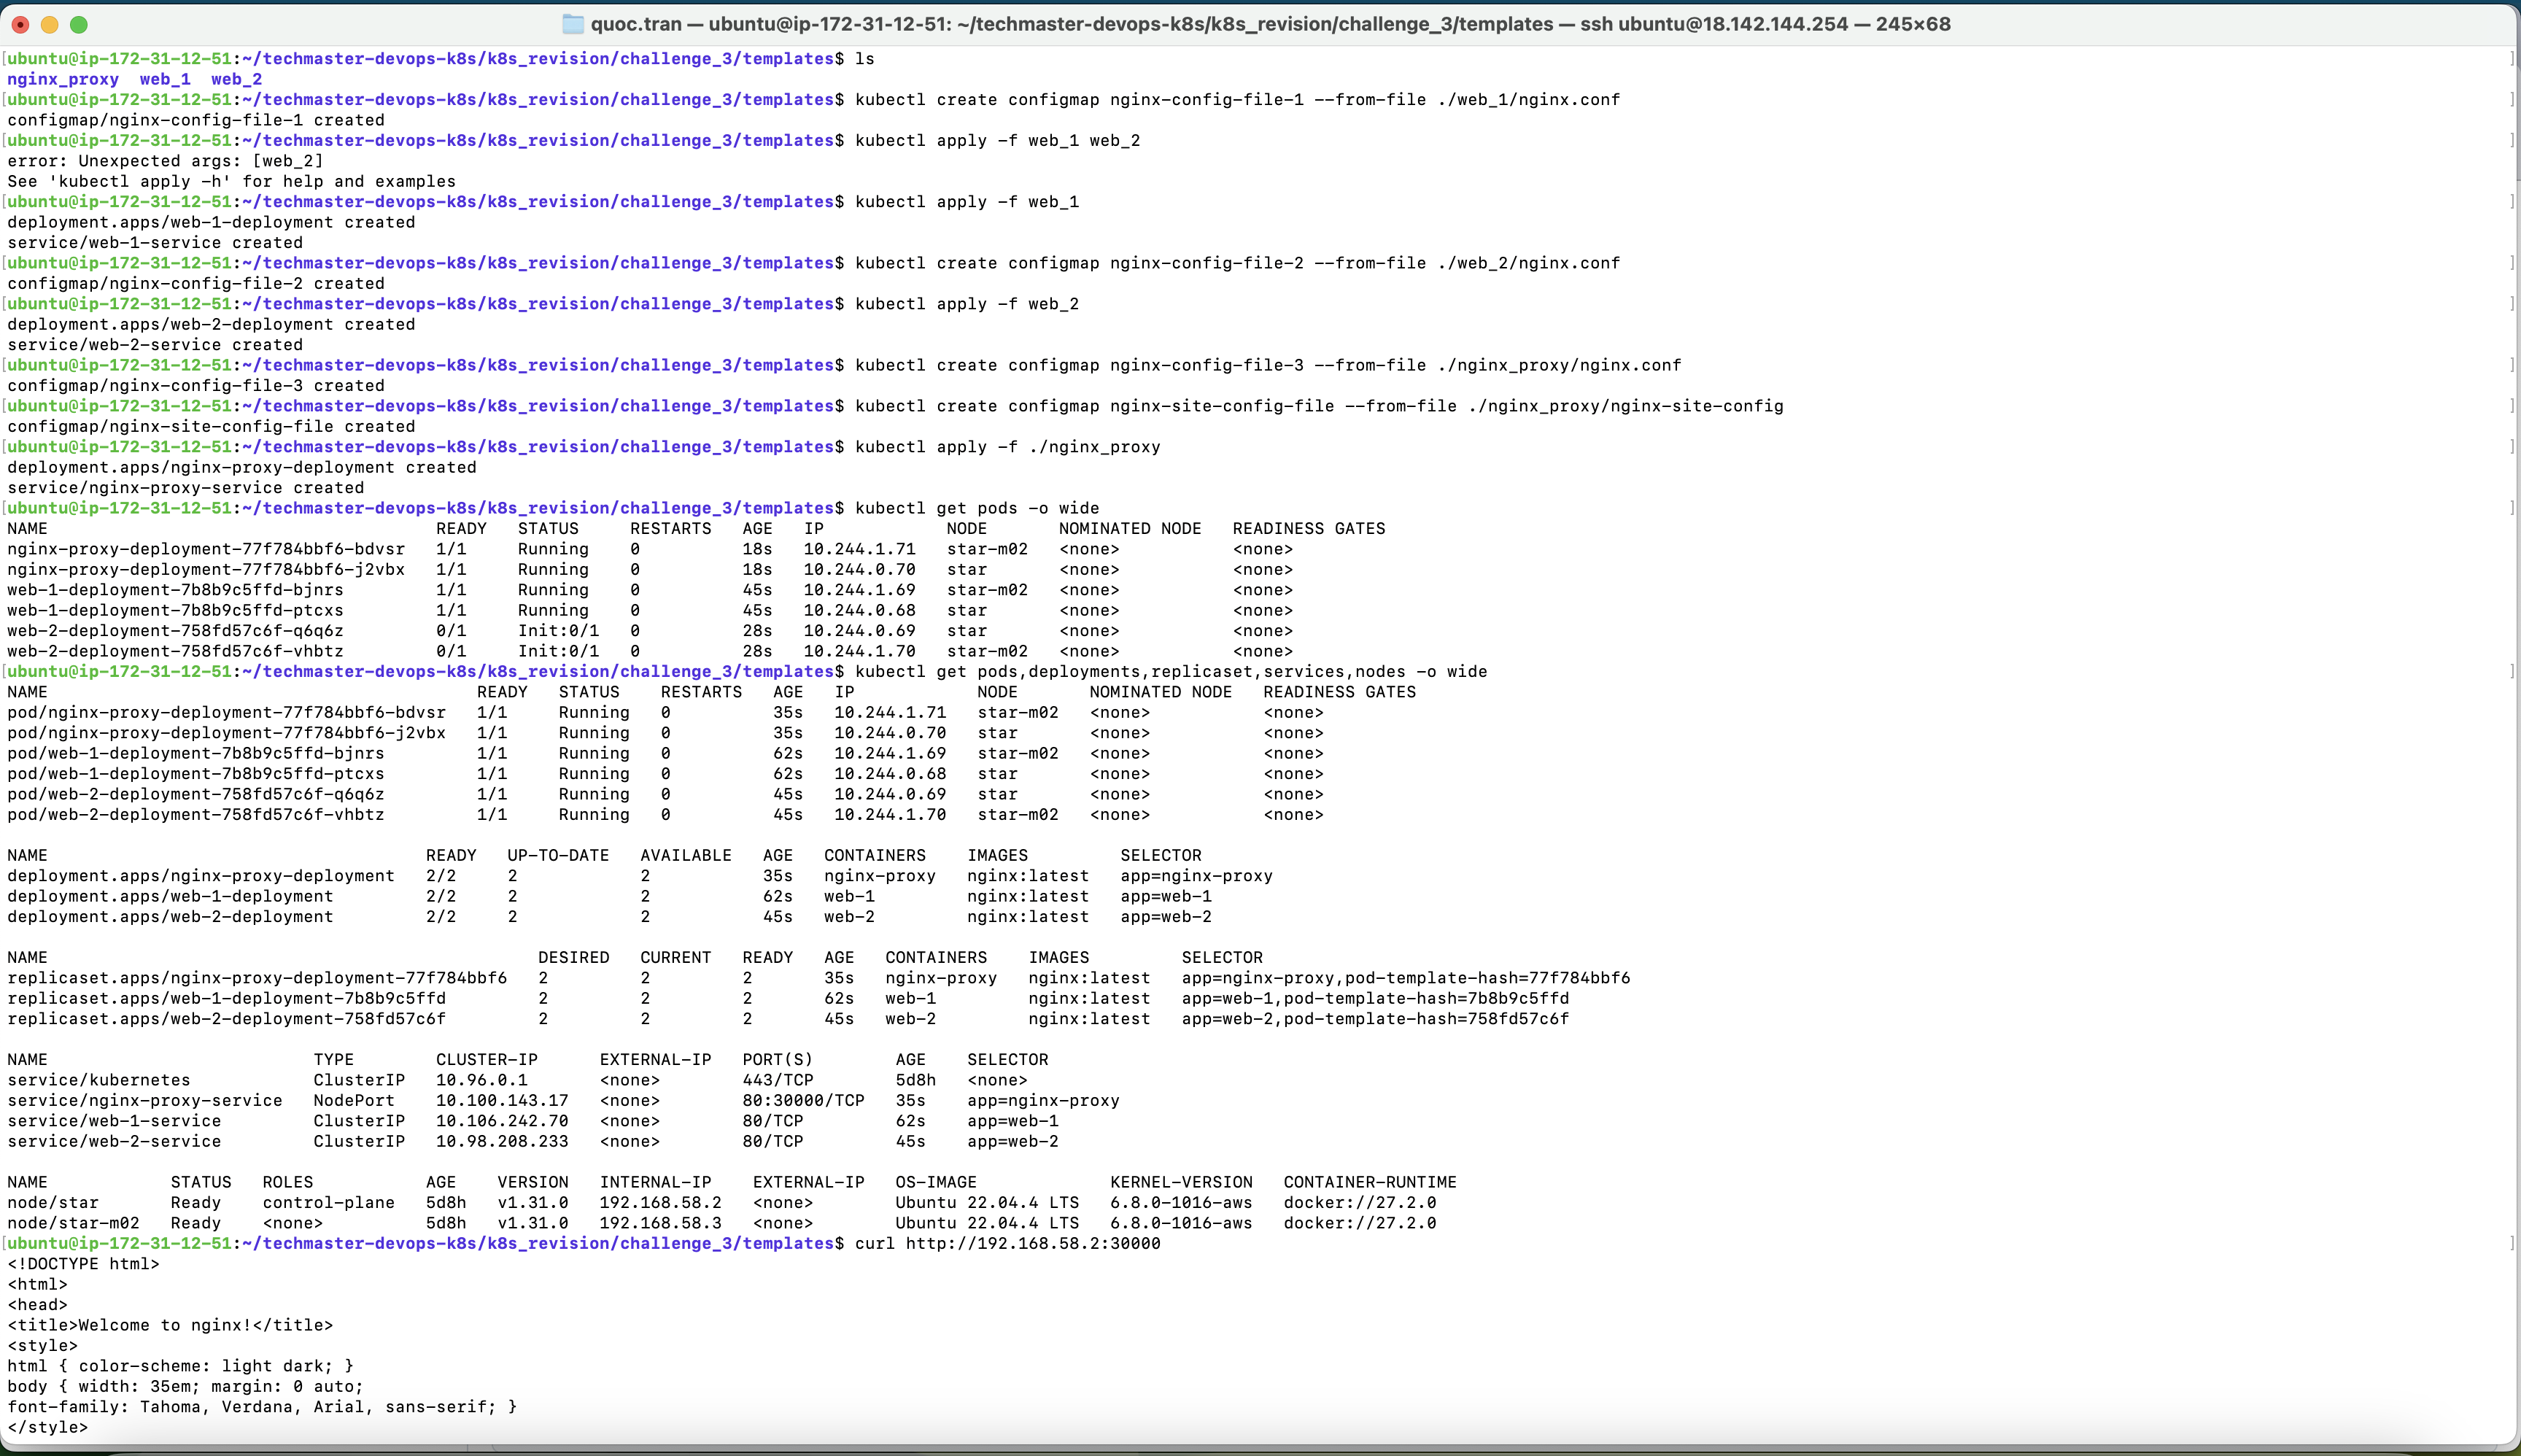 quoc.tran — ubuntu@ip-172-31-12-51: ~/techmaster-devops-k8s/k8s_revision/challenge_3/templates — ssh ubuntu@18.142.144.254 — 245×68
[ubuntu@ip-172-31-12-51:~/techmaster-devops-k8s/k8s_revision/challenge_3/templates$ ls ]
nginx_proxy  web_1  web_2
[ubuntu@ip-172-31-12-51:~/techmaster-devops-k8s/k8s_revision/challenge_3/templates$ kubectl create configmap nginx-config-file-1 --from-file ./web_1/nginx.conf ]
configmap/nginx-config-file-1 created
[ubuntu@ip-172-31-12-51:~/techmaster-devops-k8s/k8s_revision/challenge_3/templates$ kubectl apply -f web_1 web_2 ]
error: Unexpected args: [web_2]
See 'kubectl apply -h' for help and examples
[ubuntu@ip-172-31-12-51:~/techmaster-devops-k8s/k8s_revision/challenge_3/templates$ kubectl apply -f web_1 ]
deployment.apps/web-1-deployment created
service/web-1-service created
[ubuntu@ip-172-31-12-51:~/techmaster-devops-k8s/k8s_revision/challenge_3/templates$ kubectl create configmap nginx-config-file-2 --from-file ./web_2/nginx.conf ]
configmap/nginx-config-file-2 created
[ubuntu@ip-172-31-12-51:~/techmaster-devops-k8s/k8s_revision/challenge_3/templates$ kubectl apply -f web_2 ]
deployment.apps/web-2-deployment created
service/web-2-service created
[ubuntu@ip-172-31-12-51:~/techmaster-devops-k8s/k8s_revision/challenge_3/templates$ kubectl create configmap nginx-config-file-3 --from-file ./nginx_proxy/nginx.conf ]
configmap/nginx-config-file-3 created
[ubuntu@ip-172-31-12-51:~/techmaster-devops-k8s/k8s_revision/challenge_3/templates$ kubectl create configmap nginx-site-config-file --from-file ./nginx_proxy/nginx-site-config ]
configmap/nginx-site-config-file created
[ubuntu@ip-172-31-12-51:~/techmaster-devops-k8s/k8s_revision/challenge_3/templates$ kubectl apply -f ./nginx_proxy ]
deployment.apps/nginx-proxy-deployment created
service/nginx-proxy-service created
[ubuntu@ip-172-31-12-51:~/techmaster-devops-k8s/k8s_revision/challenge_3/templates$ kubectl get pods -o wide ]
NAME READY STATUS RESTARTS AGE IP NODE NOMINATED NODE READINESS GATES
nginx-proxy-deployment-77f784bbf6-bdvsr 1/1 Running 0 18s 10.244.1.71 star-m02 <none> <none>
nginx-proxy-deployment-77f784bbf6-j2vbx 1/1 Running 0 18s 10.244.0.70 star <none> <none>
web-1-deployment-7b8b9c5ffd-bjnrs 1/1 Running 0 45s 10.244.1.69 star-m02 <none> <none>
web-1-deployment-7b8b9c5ffd-ptcxs 1/1 Running 0 45s 10.244.0.68 star <none> <none>
web-2-deployment-758fd57c6f-q6q6z 0/1 Init:0/1 0 28s 10.244.0.69 star <none> <none>
web-2-deployment-758fd57c6f-vhbtz 0/1 Init:0/1 0 28s 10.244.1.70 star-m02 <none> <none>
[ubuntu@ip-172-31-12-51:~/techmaster-devops-k8s/k8s_revision/challenge_3/templates$ kubectl get pods,deployments,replicaset,services,nodes -o wide ]
NAME READY STATUS RESTARTS AGE IP NODE NOMINATED NODE READINESS GATES
pod/nginx-proxy-deployment-77f784bbf6-bdvsr 1/1 Running 0 35s 10.244.1.71 star-m02 <none> <none>
pod/nginx-proxy-deployment-77f784bbf6-j2vbx 1/1 Running 0 35s 10.244.0.70 star <none> <none>
pod/web-1-deployment-7b8b9c5ffd-bjnrs 1/1 Running 0 62s 10.244.1.69 star-m02 <none> <none>
pod/web-1-deployment-7b8b9c5ffd-ptcxs 1/1 Running 0 62s 10.244.0.68 star <none> <none>
pod/web-2-deployment-758fd57c6f-q6q6z 1/1 Running 0 45s 10.244.0.69 star <none> <none>
pod/web-2-deployment-758fd57c6f-vhbtz 1/1 Running 0 45s 10.244.1.70 star-m02 <none> <none>
NAME READY UP-TO-DATE AVAILABLE AGE CONTAINERS IMAGES SELECTOR
deployment.apps/nginx-proxy-deployment 2/2 2 2 35s nginx-proxy nginx:latest app=nginx-proxy
deployment.apps/web-1-deployment 2/2 2 2 62s web-1 nginx:latest app=web-1
deployment.apps/web-2-deployment 2/2 2 2 45s web-2 nginx:latest app=web-2
NAME DESIRED CURRENT READY AGE CONTAINERS IMAGES SELECTOR
replicaset.apps/nginx-proxy-deployment-77f784bbf6 2 2 2 35s nginx-proxy nginx:latest app=nginx-proxy,pod-template-hash=77f784bbf6
replicaset.apps/web-1-deployment-7b8b9c5ffd 2 2 2 62s web-1 nginx:latest app=web-1,pod-template-hash=7b8b9c5ffd
replicaset.apps/web-2-deployment-758fd57c6f 2 2 2 45s web-2 nginx:latest app=web-2,pod-template-hash=758fd57c6f
NAME TYPE CLUSTER-IP EXTERNAL-IP PORT(S) AGE SELECTOR
service/kubernetes ClusterIP 10.96.0.1 <none> 443/TCP 5d8h <none>
service/nginx-proxy-service NodePort 10.100.143.17 <none> 80:30000/TCP 35s app=nginx-proxy
service/web-1-service ClusterIP 10.106.242.70 <none> 80/TCP 62s app=web-1
service/web-2-service ClusterIP 10.98.208.233 <none> 80/TCP 45s app=web-2
NAME STATUS ROLES AGE VERSION INTERNAL-IP EXTERNAL-IP OS-IMAGE KERNEL-VERSION CONTAINER-RUNTIME
node/star Ready control-plane 5d8h v1.31.0 192.168.58.2 <none> Ubuntu 22.04.4 LTS 6.8.0-1016-aws docker://27.2.0
node/star-m02 Ready <none> 5d8h v1.31.0 192.168.58.3 <none> Ubuntu 22.04.4 LTS 6.8.0-1016-aws docker://27.2.0
[ubuntu@ip-172-31-12-51:~/techmaster-devops-k8s/k8s_revision/challenge_3/templates$ curl http://192.168.58.2:30000 ]
<!DOCTYPE html>
<html>
<head>
<title>Welcome to nginx!</title>
<style>
html { color-scheme: light dark; }
body { width: 35em; margin: 0 auto;
font-family: Tahoma, Verdana, Arial, sans-serif; }
</style>